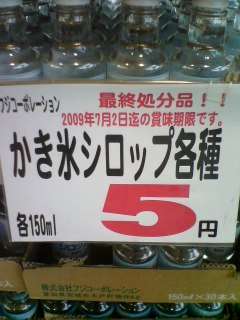 フジコーポレーション
最終処分品!!
2009年7月2日迄の賞味期限です。
かき氷シロップ各種
各150ml
5円
株式会社フジコーポレーション
150ml×30本入